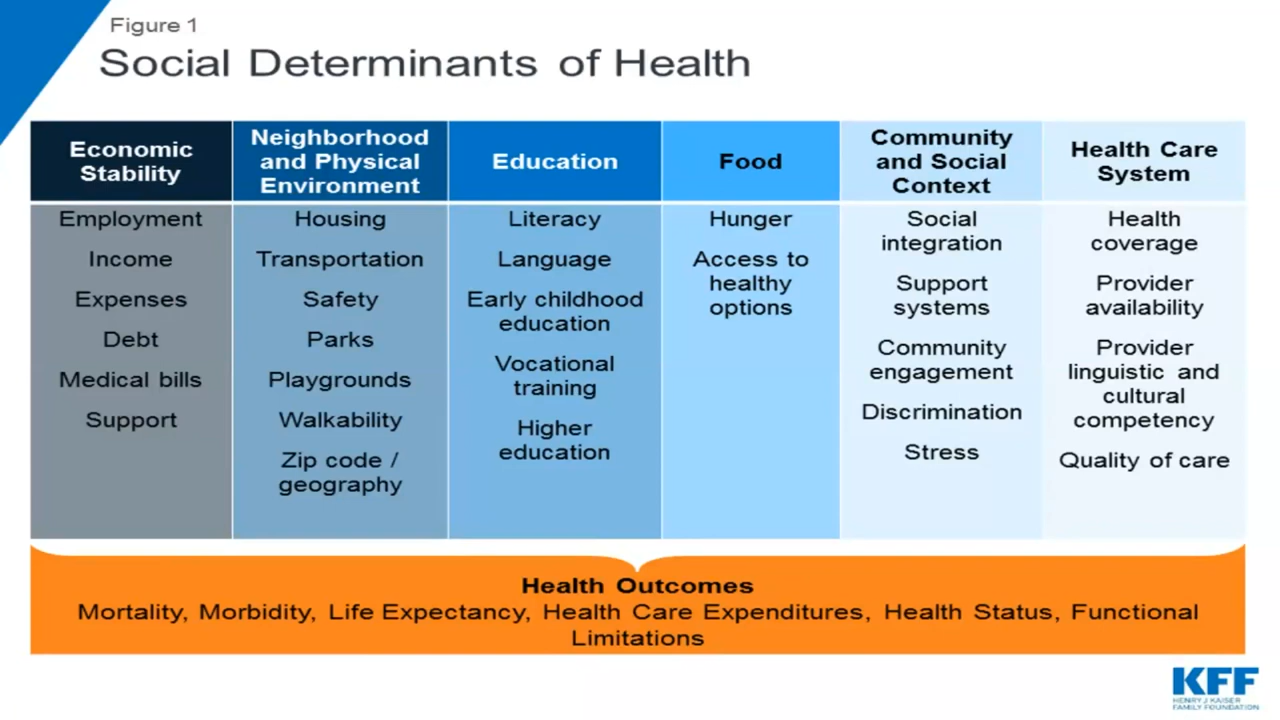 Figure 1
Social Determinants of Health
Economic
Stability
Neighborhood
and Physical
Environment
Education
Food
Community
and Social
Context
Health Care
System
Employment
Income
Expenses
Debt
Medical bills
Support
Housing
Transportation
Safety
Parks
Playgrounds
Walkability
Zip code /
geography
Literacy
Language
Early childhood
education
Vocational
training
Higher
education
Hunger
Access to
healthy
options
Social
integration
Support
systems
Community
engagement
Discrimination
Stress
Health
coverage
Provider
availability
Provider
linguistic and
cultural
competency
Quality of care
Health Outcomes
Mortality, Morbidity, Life Expectancy, Health Care Expenditures, Health Status, Functional
Limitations
KFF
HENRY J KAISER
FAMILY FOUNDATION